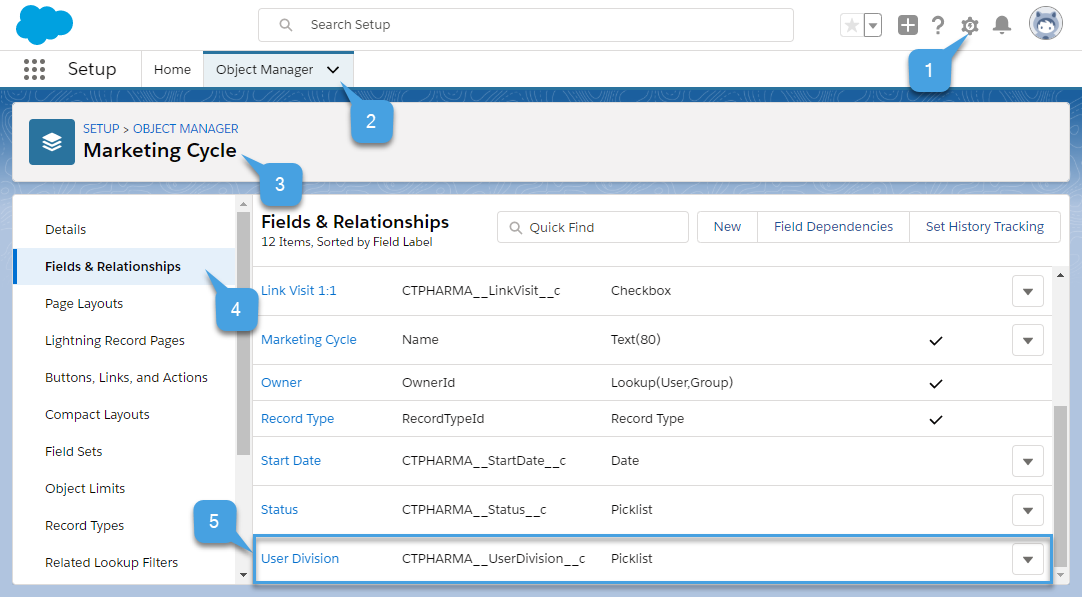 Search Setup
Setup
Home
Object Manager
1
2
SETUP > OBJECT MANAGER
Marketing Cycle
3
Details
Fields & Relationships
Page Layouts
Lightning Record Pages
Buttons, Links, and Actions
Compact Layouts
Field Sets
Object Limits
Record Types
Related Lookup Filters
4
5
Fields & Relationships
12 Items, Sorted by Field Label
Quick Find
New
Field Dependencies
Set History Tracking
Link Visit 1:1 CTPHARMA__LinkVisit__c Checkbox
Marketing Cycle Name Text(80)
Owner OwnerId Lookup(User,Group)
Record Type RecordTypeId Record Type
Start Date CTPHARMA__StartDate__c Date
Status CTPHARMA__Status__c Picklist
User Division CTPHARMA__UserDivision__c Picklist